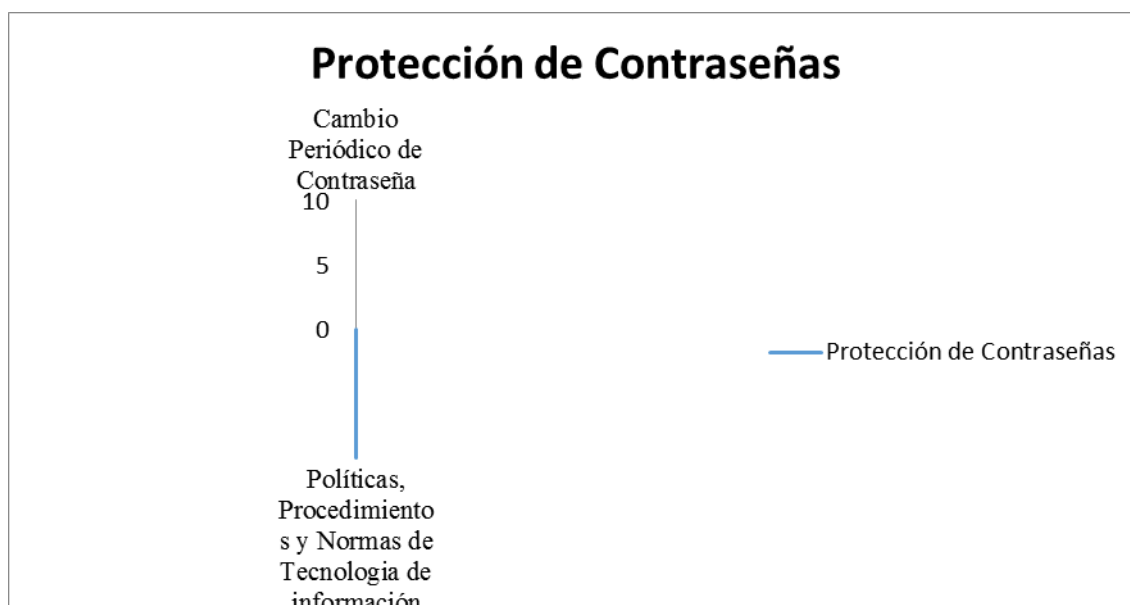 Protección de Contraseñas
Cambio
Periódico de
Contraseña
10
5
0
Protección de Contraseñas
Políticas,
Procedimiento
s y Normas de
Tecnologia de
información